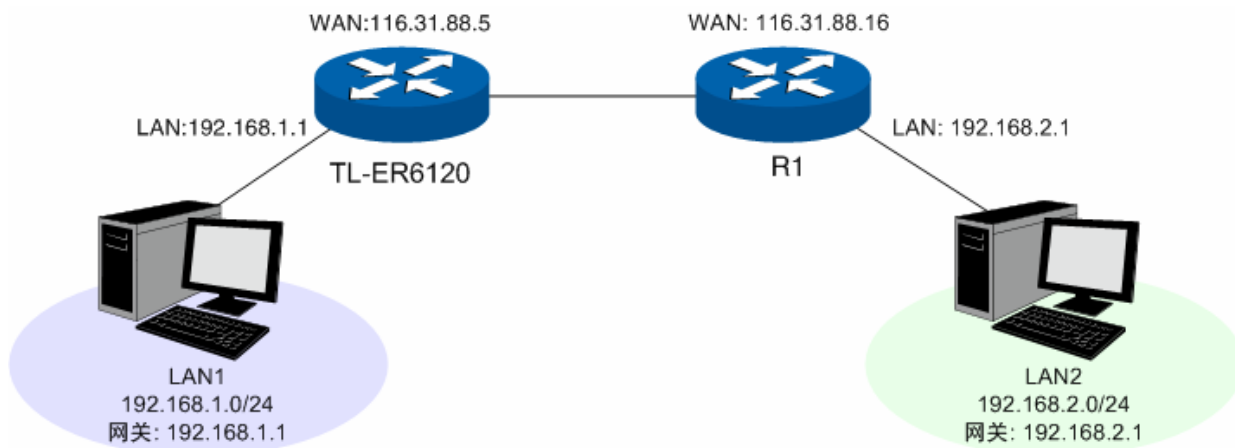 WAN:116.31.88.5
WAN: 116.31.88.16
LAN:192.168.1.1
LAN: 192.168.2.1
TL-ER6120
R1
LAN1
192.168.1.0/24
网关: 192.168.1.1
LAN2
192.168.2.0/24
网关: 192.168.2.1